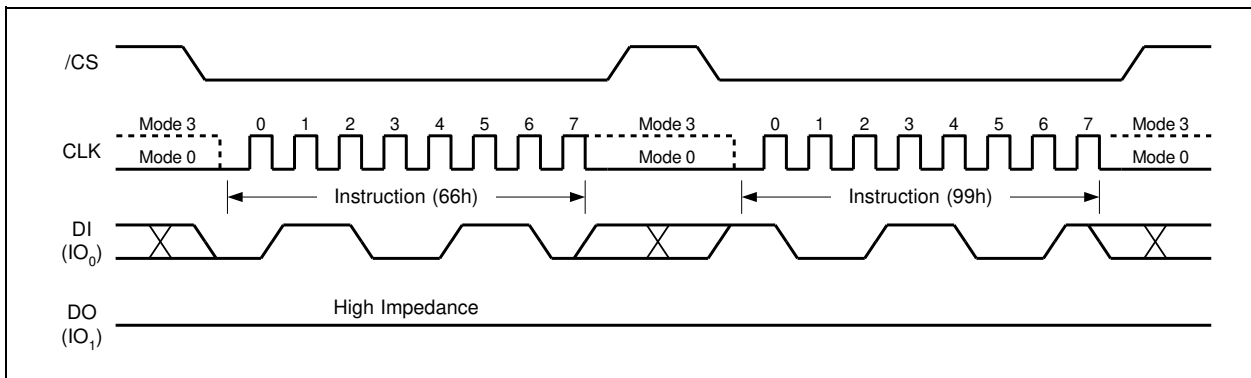 /CS
Mode 3 0 1 2 3 4 5 6 7 Mode 3 0 1 2 3 4 5 6 7 Mode 3
CLK Mode 0 Mode 0 Mode 0
Instruction (66h) Instruction (99h)
DI
(IO0)
High Impedance
DO
(IO1)